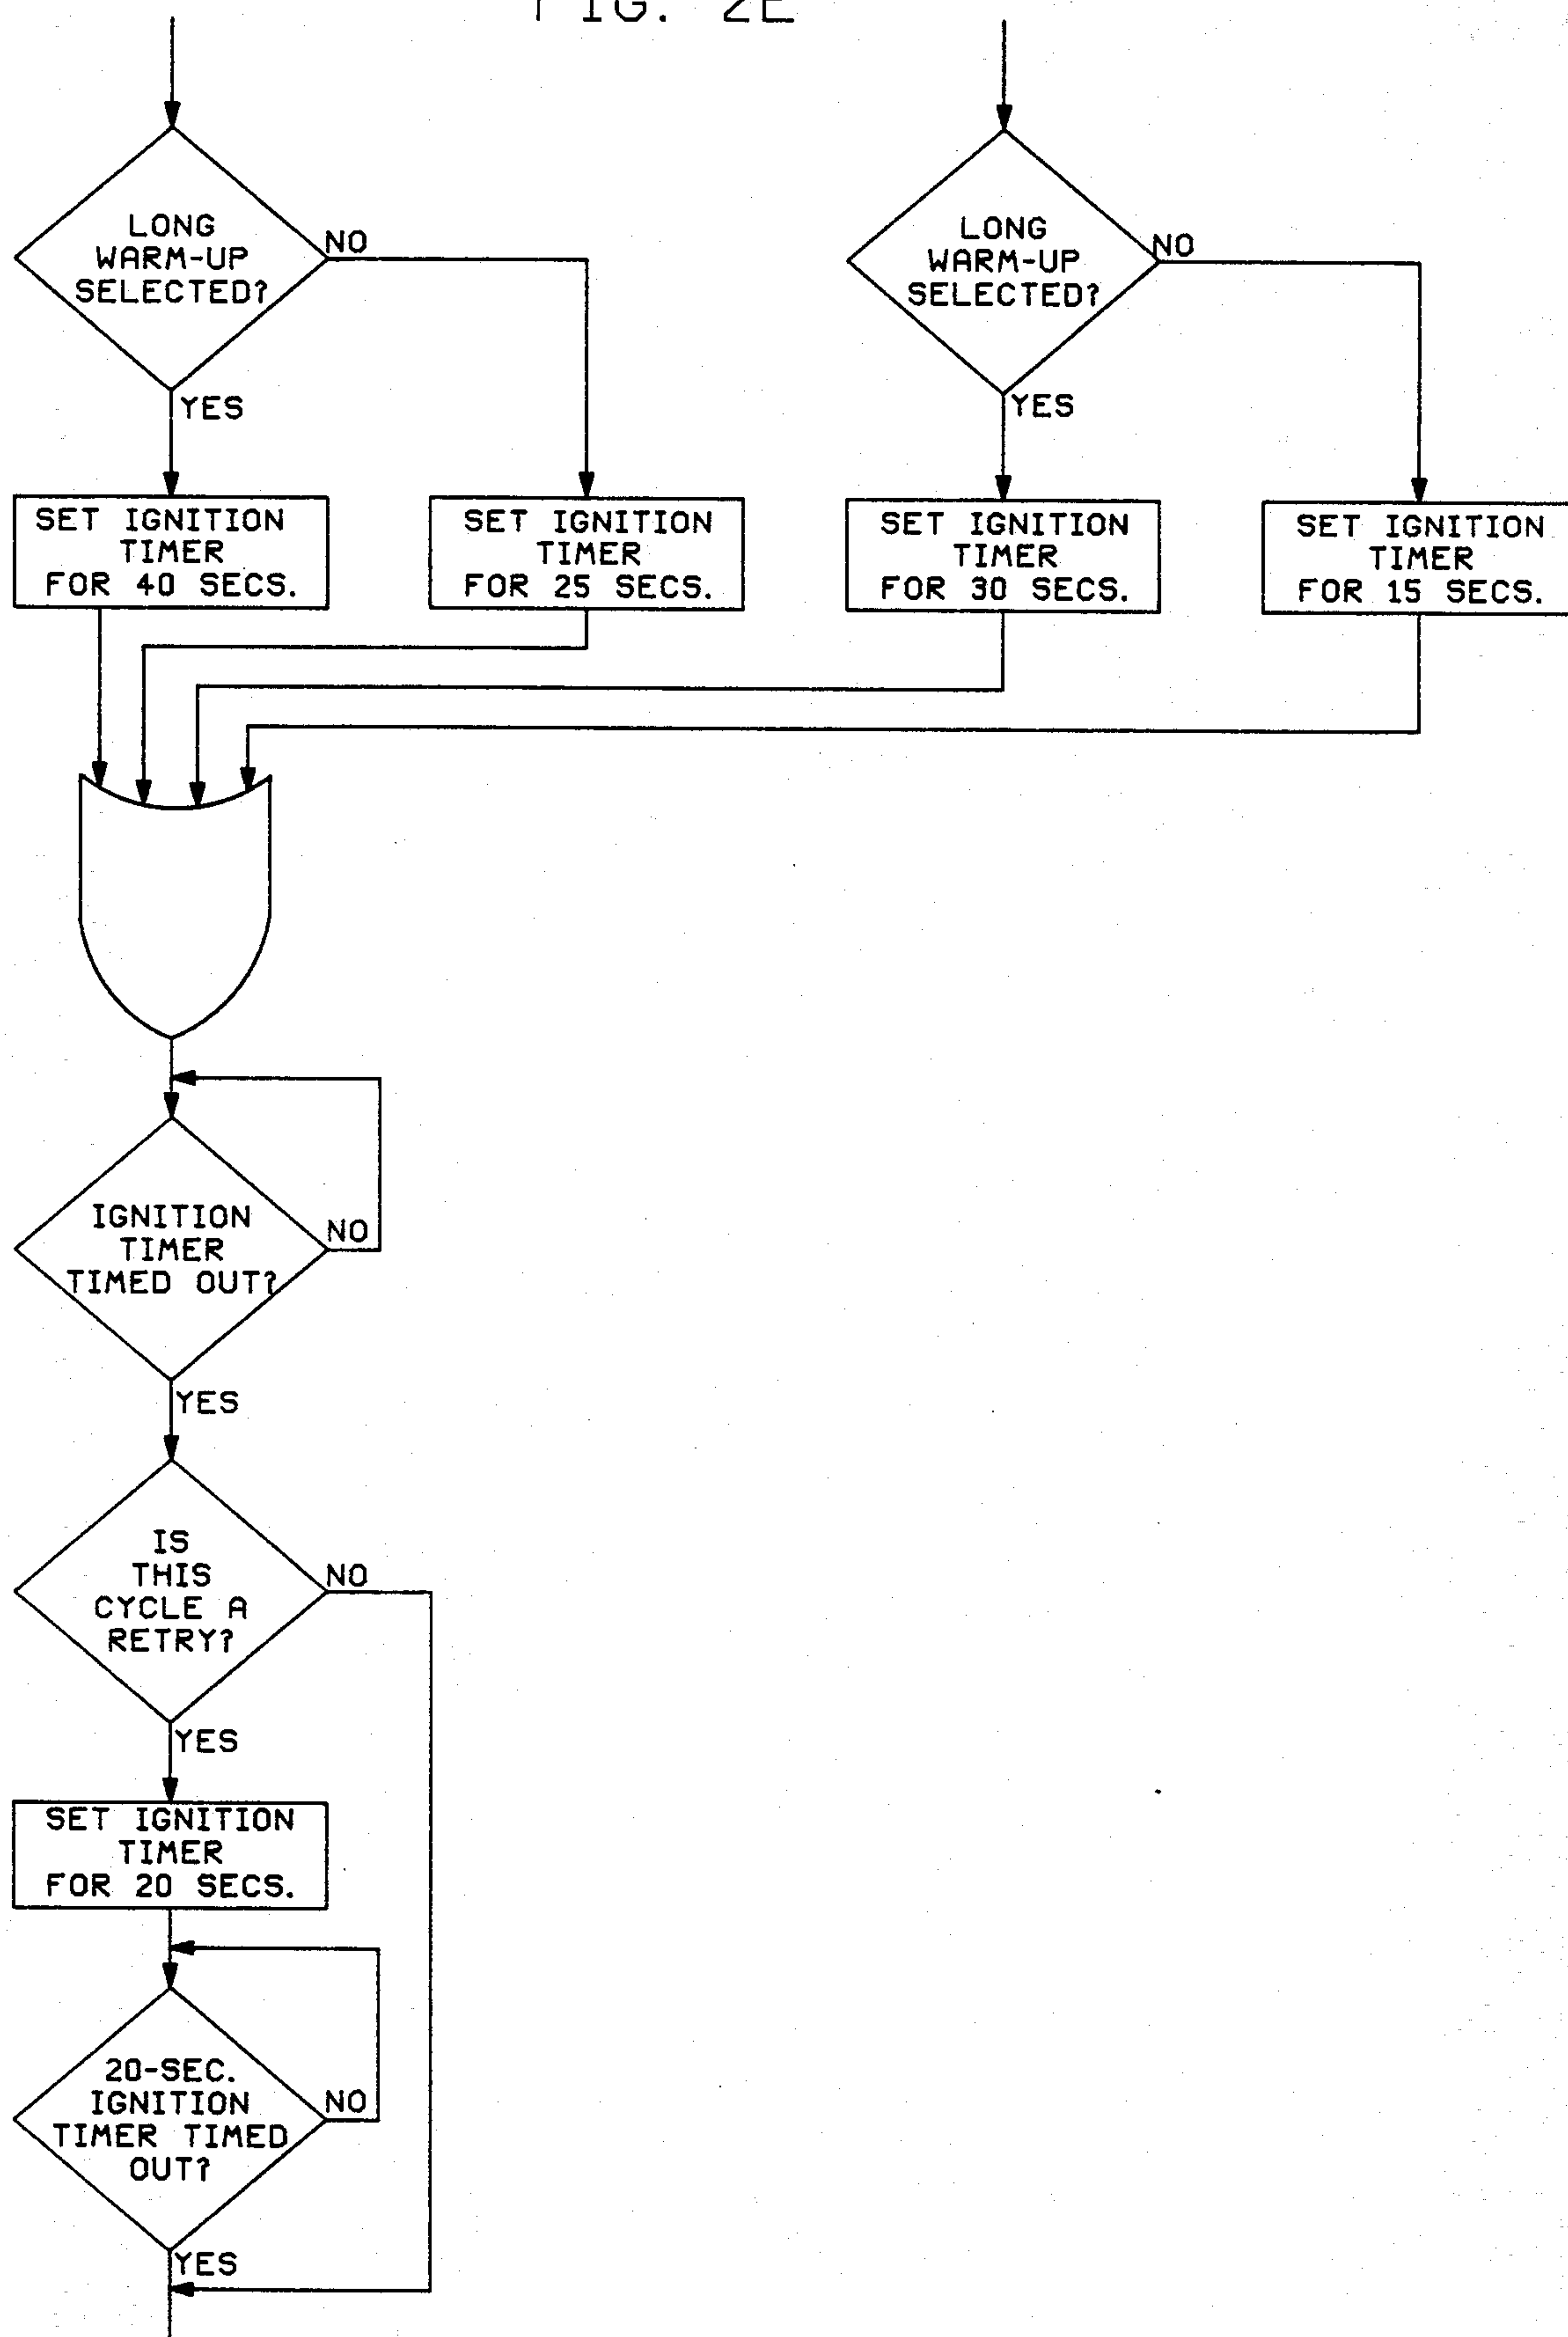 FIG. 2E
LONG
WARM-UP
SELECTED?
NO
YES
LONG
WARM-UP
SELECTED?
NO
YES
SET IGNITION
TIMER
FOR 40 SECS.
SET IGNITION
TIMER
FOR 25 SECS.
SET IGNITION
TIMER
FOR 30 SECS.
SET IGNITION
TIMER
FOR 15 SECS.
IGNITION
TIMER
TIMED OUT?
NO
YES
IS
THIS
CYCLE A
RETRY?
NO
YES
SET IGNITION
TIMER
FOR 20 SECS.
20-SEC.
IGNITION
TIMER TIMED
OUT?
NO
YES